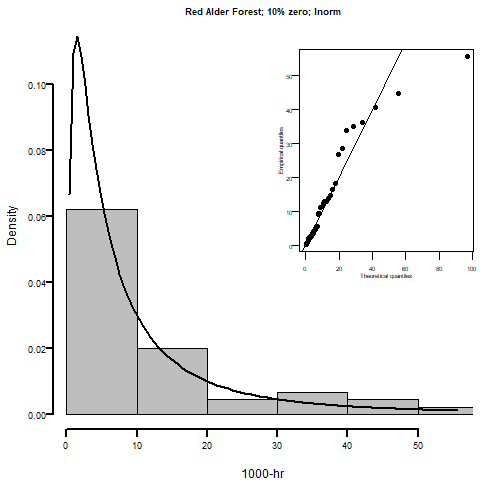 Red Alder Forest; 10% zero; lnorm
Density
0.00
0.02
0.04
0.06
0.08
0.10
0 10 20 30 40 50
1000-hr
Empirical quantiles
0
10
20
30
40
50
0 20 40 60 80 100
Theoretical quantiles